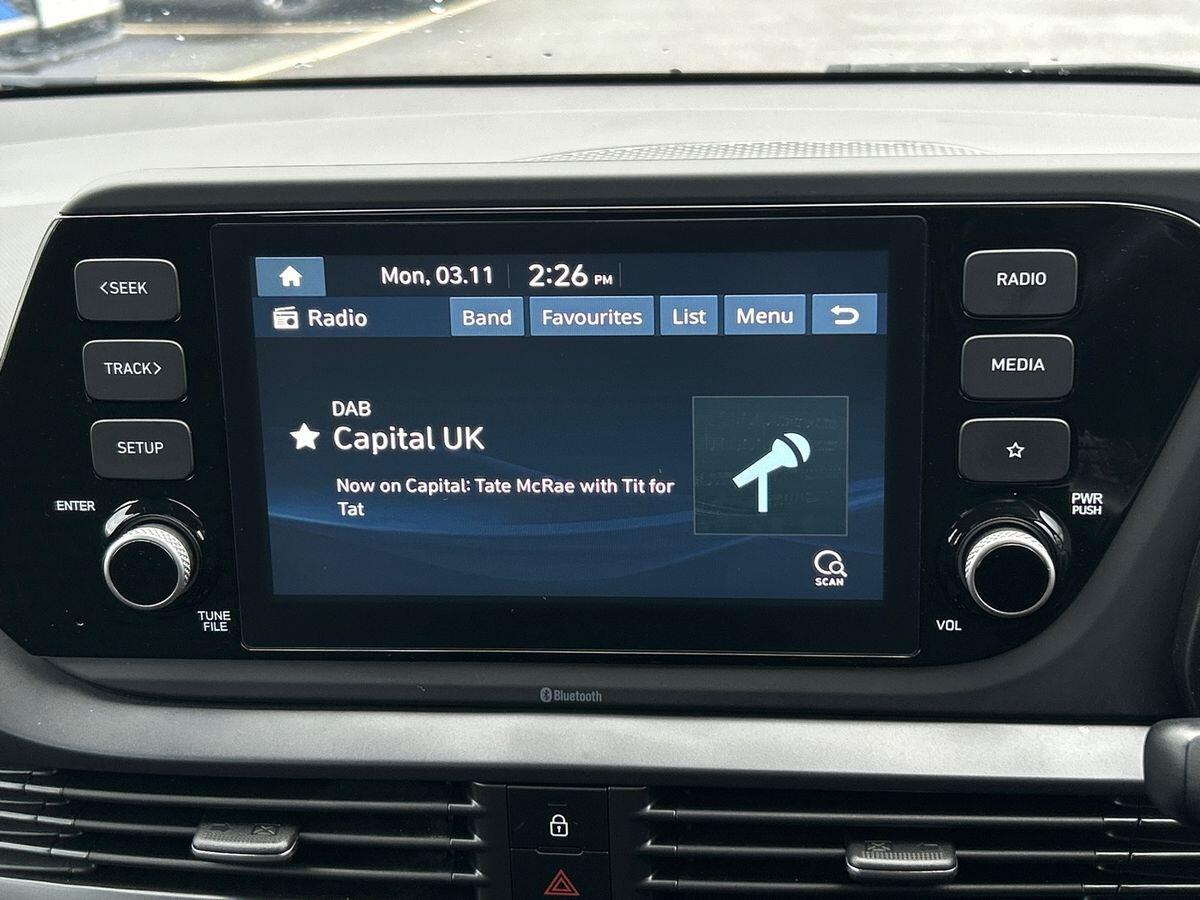 <SEEK
TRACK>
SETUP
ENTER
TUNE
FILE
Mon, 03.11 2:26 PM
Radio Band Favourites List Menu
DAB
Capital UK
Now on Capital: Tate McRae with Tit for
Tat
SCAN
RADIO
MEDIA
PWR
PUSH
VOL
Bluetooth